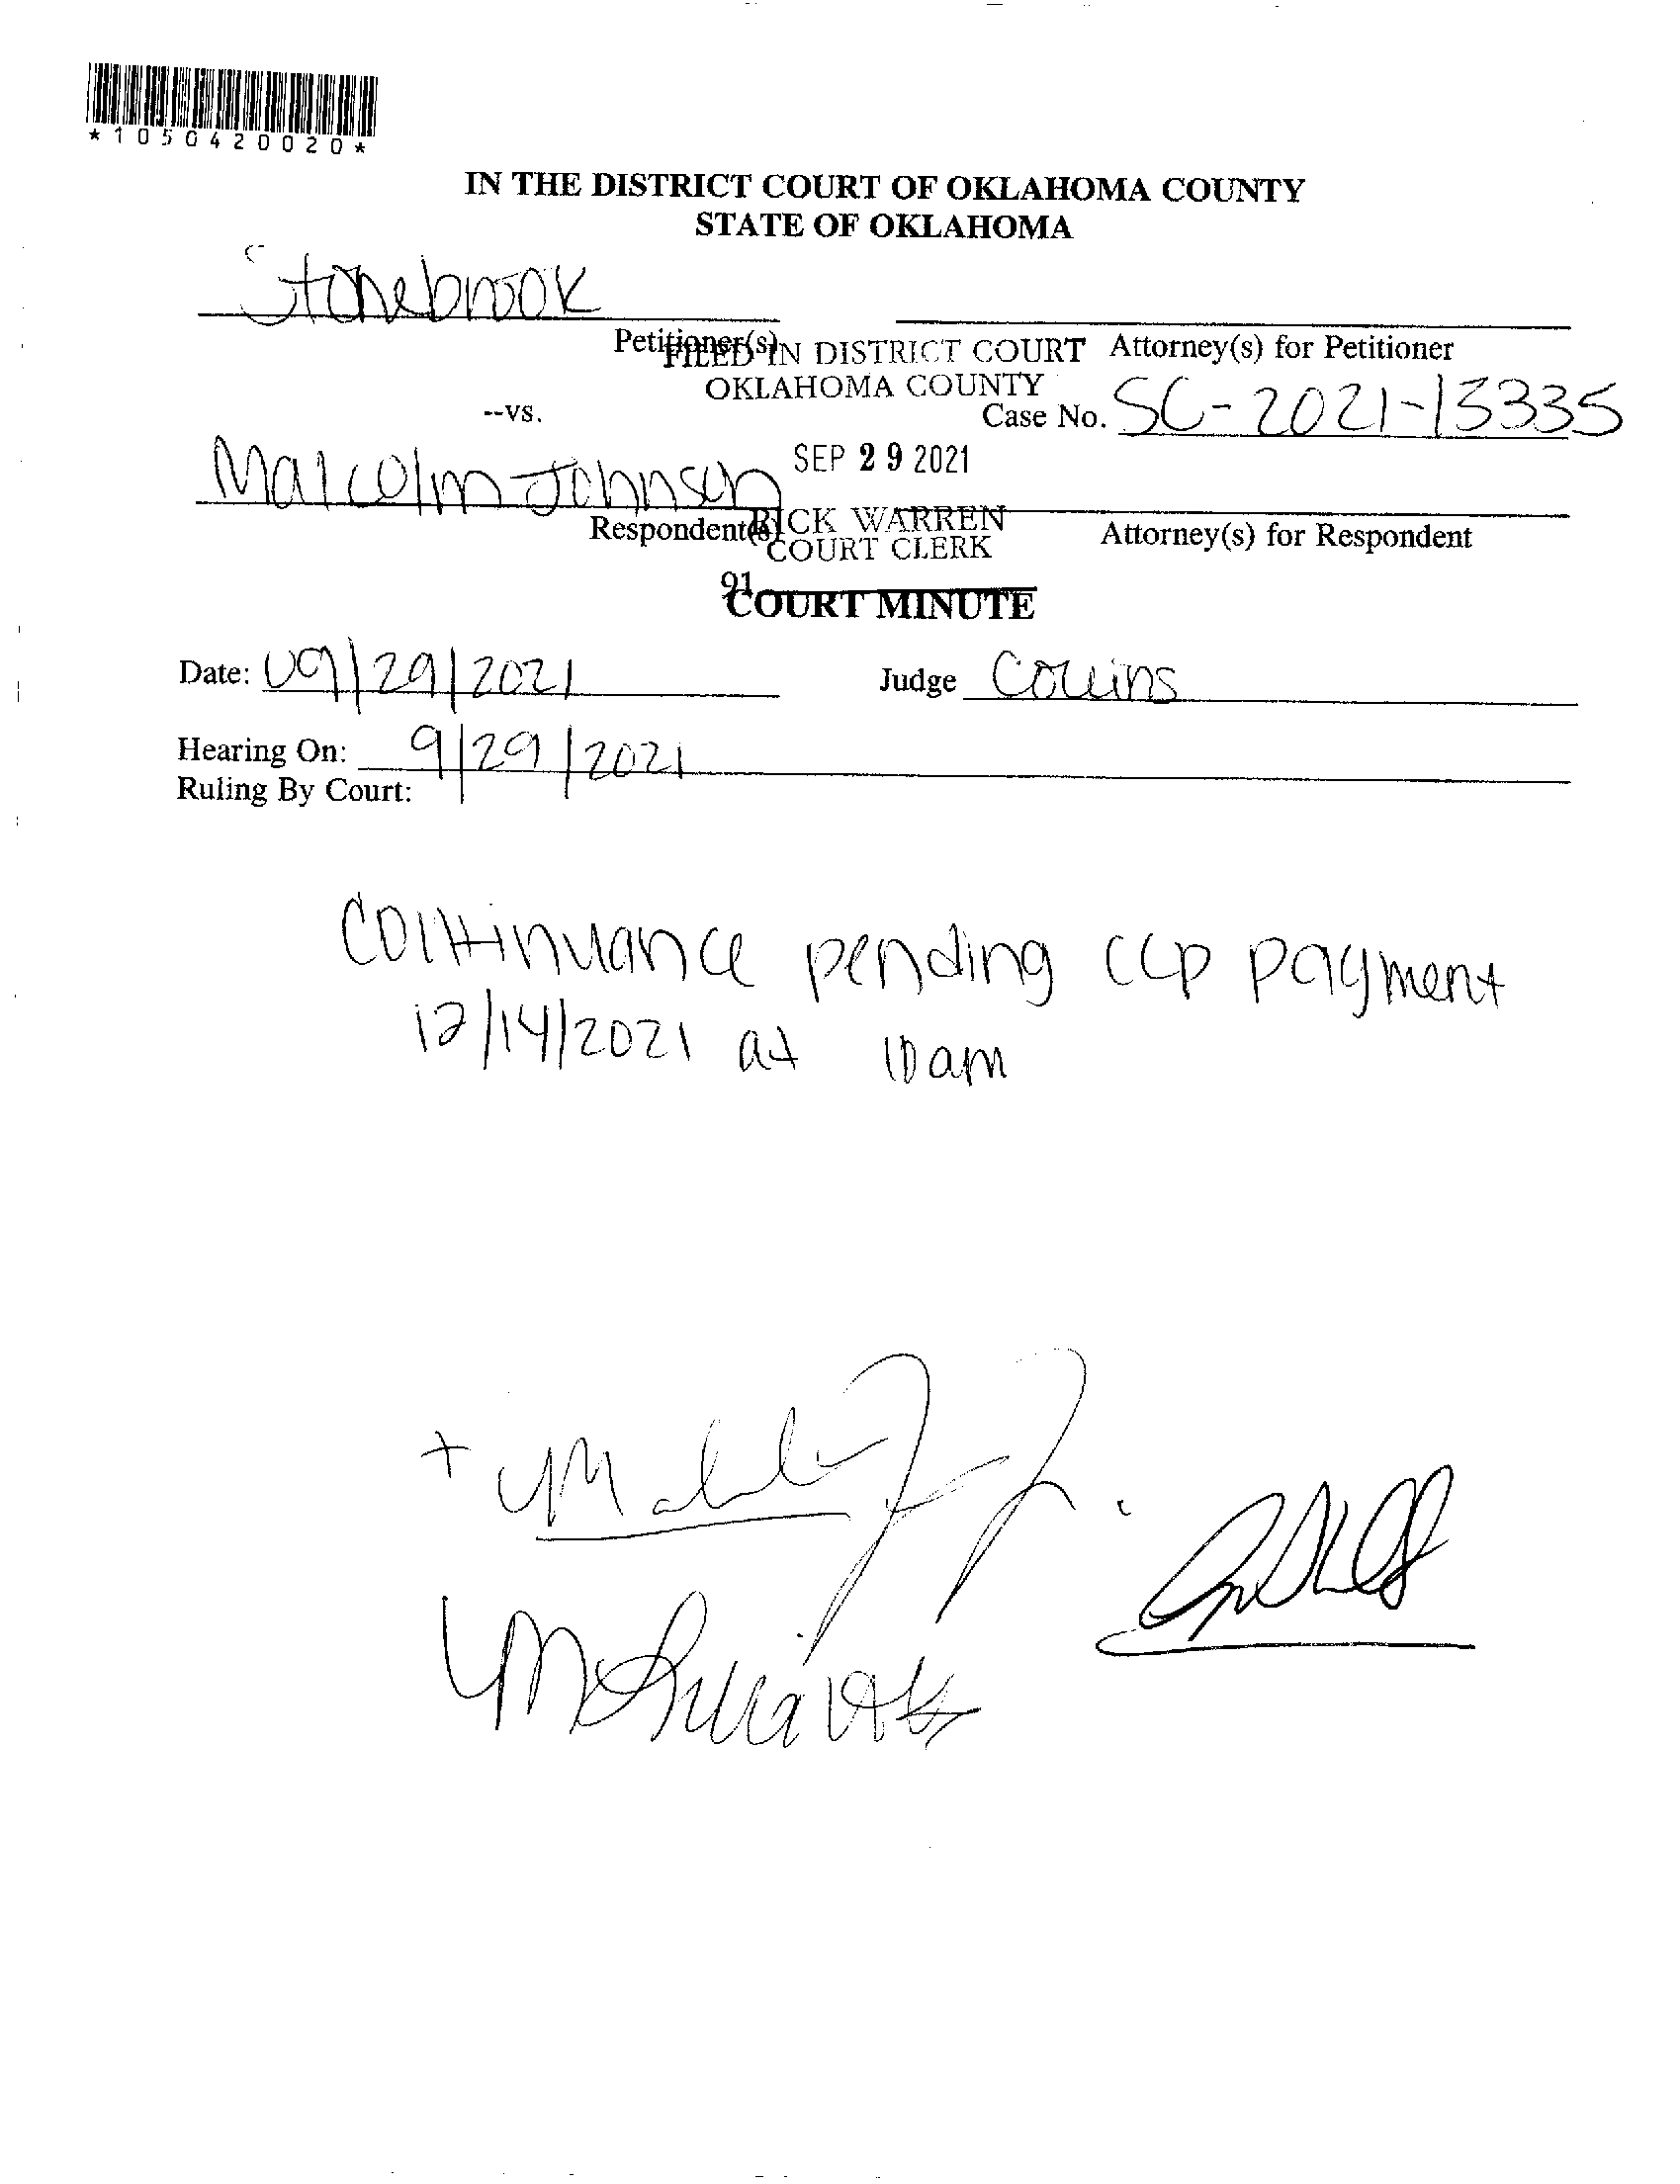 *1050420020*
IN THE DISTRICT COURT OF OKLAHOMA COUNTY
STATE OF OKLAHOMA
Stonebrook
Petitioner(s)
Attorney(s) for Petitioner
FILED IN DISTRICT COURT
OKLAHOMA COUNTY
--vs.
Case No. SC-2021-13335
SEP 29 2021
Malcolm Johnson
Respondent(s)
Attorney(s) for Respondent
RICK WARREN
COURT CLERK
91
COURT MINUTE
Date: 09/29/2021
Judge Collins
Hearing On: 9/29/2021
Ruling By Court:
Continuance pending ccp payment
12/14/2021 at 10am